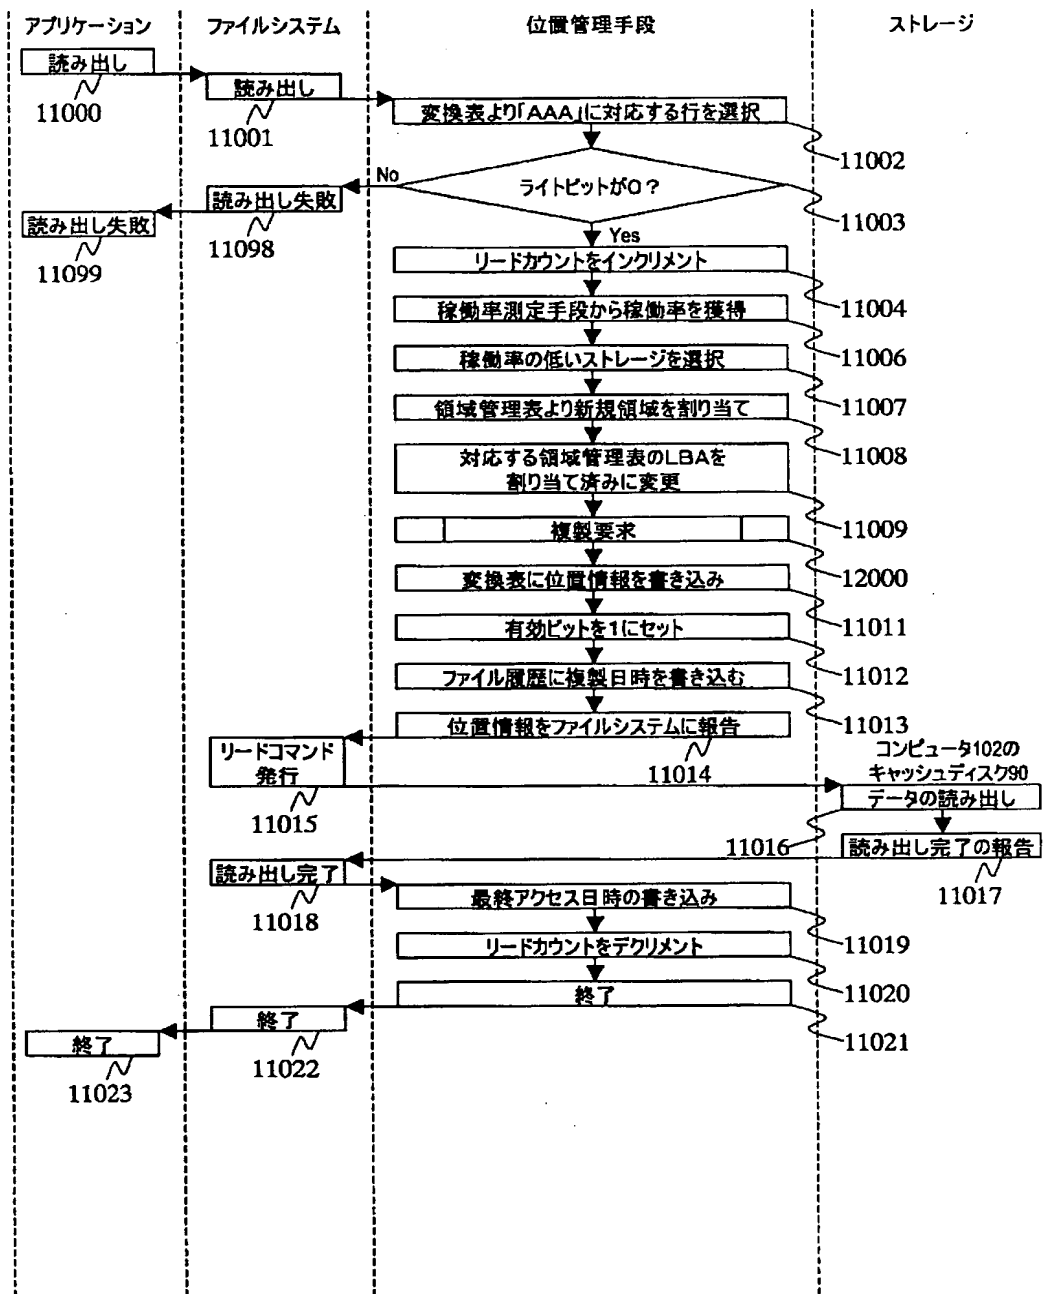 アプリケーション
ファイルシステム
位置管理手段
ストレージ
読み出し
11000
読み出し
11001
変換表より「AAA」に対応する行を選択
11002
ライトビットが0?
No
11003
読み出し失敗
11098
読み出し失敗
11099
Yes
リードカウントをインクリメント
11004
稼働率測定手段から稼働率を獲得
11006
稼働率の低いストレージを選択
11007
領域管理表より新規領域を割り当て
11008
対応する領域管理表のLBAを
割り当て済みに変更
11009
複製要求
12000
変換表に位置情報を書き込み
11011
有効ビットを1にセット
11012
ファイル履歴に複製日時を書き込む
11013
位置情報をファイルシステムに報告
11014
リードコマンド
発行
11015
コンピュータ102の
キャッシュディスク90
データの読み出し
11016
読み出し完了の報告
11017
読み出し完了
11018
最終アクセス日時の書き込み
11019
リードカウントをデクリメント
11020
終了
11021
終了
11022
終了
11023